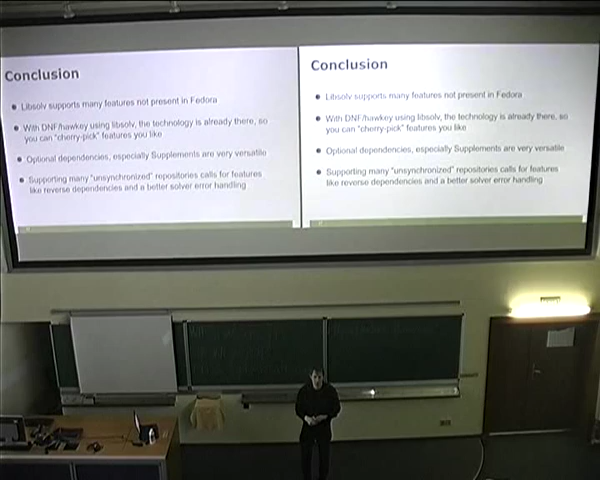 Conclusion
Libsolv supports many features not present in Fedora
With DNF/hawkey using libsolv, the technology is already there, so
you can "cherry-pick" features you like
Optional dependencies, especially Supplements are very versatile
Supporting many "unsynchronized" repositories calls for features
like reverse dependencies and a better solver error handling
Conclusion
Libsolv supports many features not present in Fedora
With DNF/hawkey using libsolv, the technology is already there, so
you can "cherry-pick" features you like
Optional dependencies, especially Supplements are very versatile
Supporting many "unsynchronized" repositories calls for features
like reverse dependencies and a better solver error handling